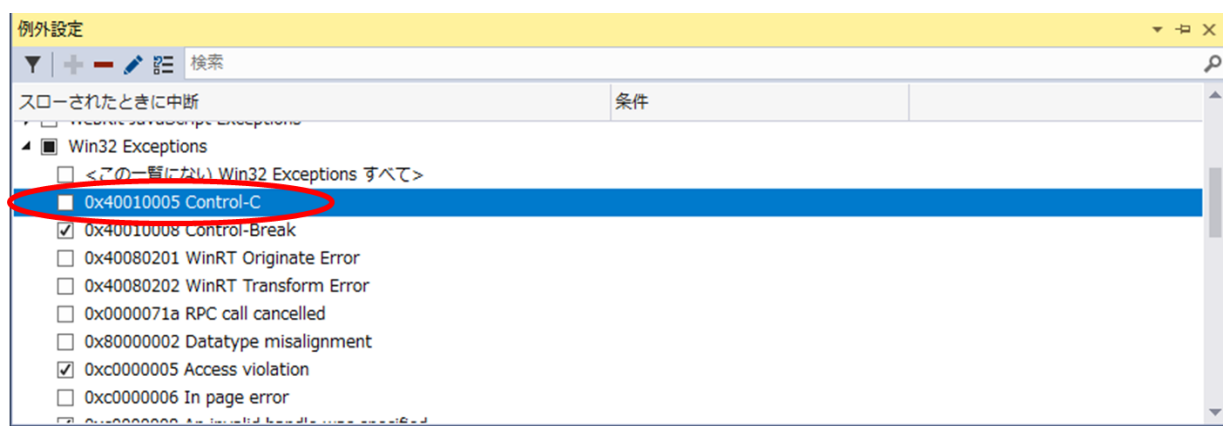 例外設定
検索
スローされたときに中断 条件
Win32 Exceptions
<この一覧にない Win32 Exceptions すべて>
0x40010005 Control-C
0x40010008 Control-Break
0x40080201 WinRT Originate Error
0x40080202 WinRT Transform Error
0x0000071a RPC call cancelled
0x80000002 Datatype misalignment
0xc0000005 Access violation
0xc0000006 In page error